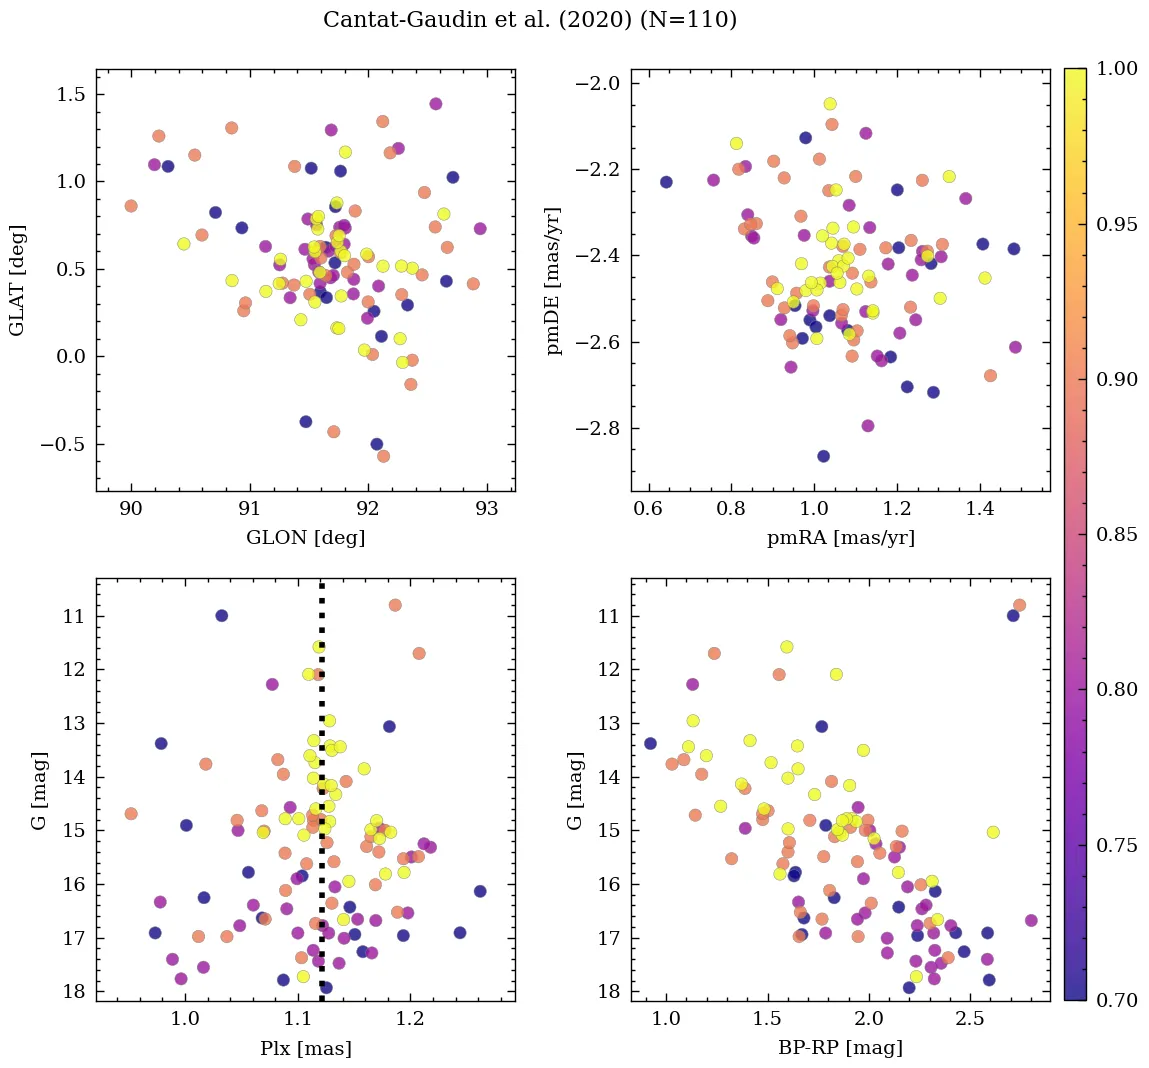 Cantat-Gaudin et al. (2020) (N=110)
1.5
1.0
0.5
0.0
−0.5
GLAT [deg]
90 91 92 93
GLON [deg]
−2.0
−2.2
−2.4
−2.6
−2.8
pmDE [mas/yr]
0.6 0.8 1.0 1.2 1.4
pmRA [mas/yr]
11
12
13
14
15
16
17
18
G [mag]
1.0 1.1 1.2
Plx [mas]
11
12
13
14
15
16
17
18
G [mag]
1.0 1.5 2.0 2.5
BP-RP [mag]
1.00
0.95
0.90
0.85
0.80
0.75
0.70